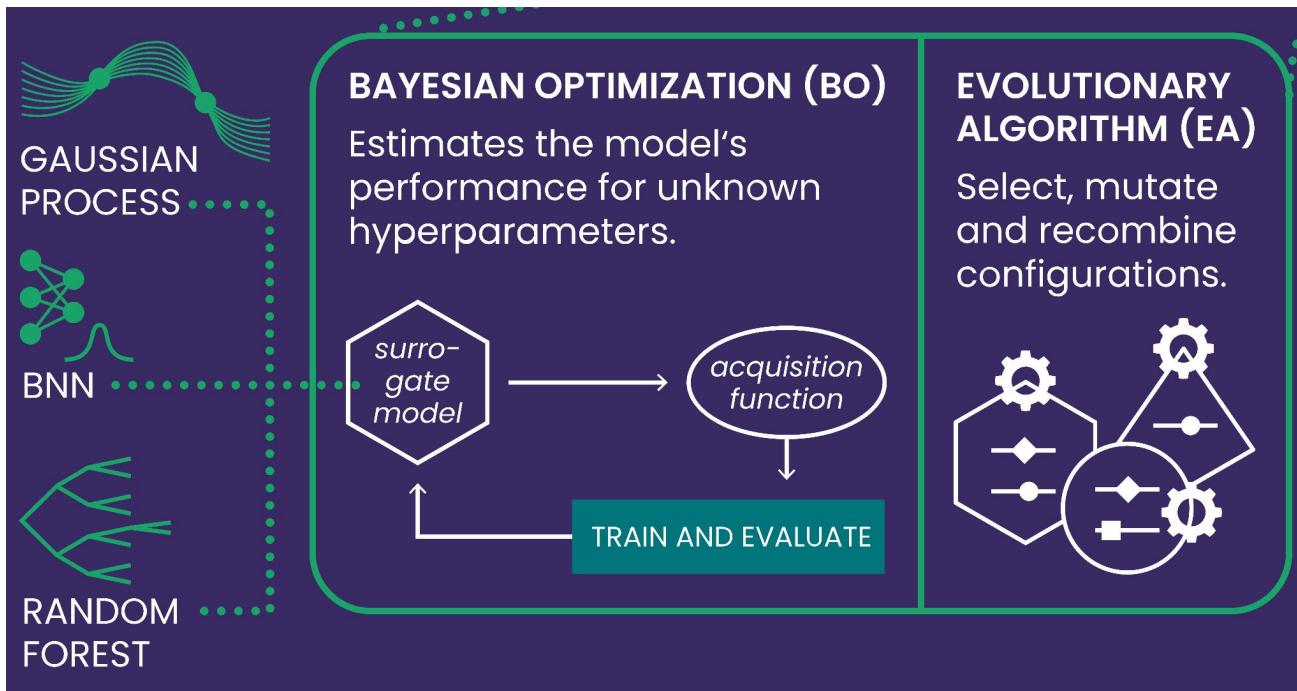 GAUSSIAN
PROCESS
BNN
RANDOM
FOREST
BAYESIAN OPTIMIZATION (BO)
Estimates the model‘s
performance for unknown
hyperparameters.
surro-
gate
model
acquisition
function
TRAIN AND EVALUATE
EVOLUTIONARY
ALGORITHM (EA)
Select, mutate
and recombine
configurations.